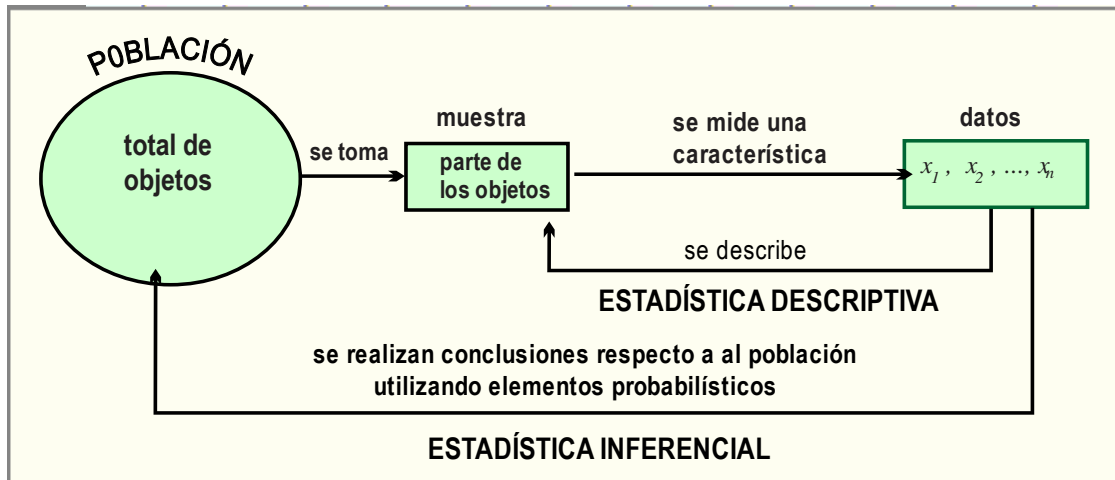 P0BLACIÓN
total de
objetos
se toma
muestra
parte de
los objetos
se mide una
característica
datos
x1 , x2 , ..., xn
se describe
ESTADÍSTICA DESCRIPTIVA
se realizan conclusiones respecto a al población
utilizando elementos probabilísticos
ESTADÍSTICA INFERENCIAL